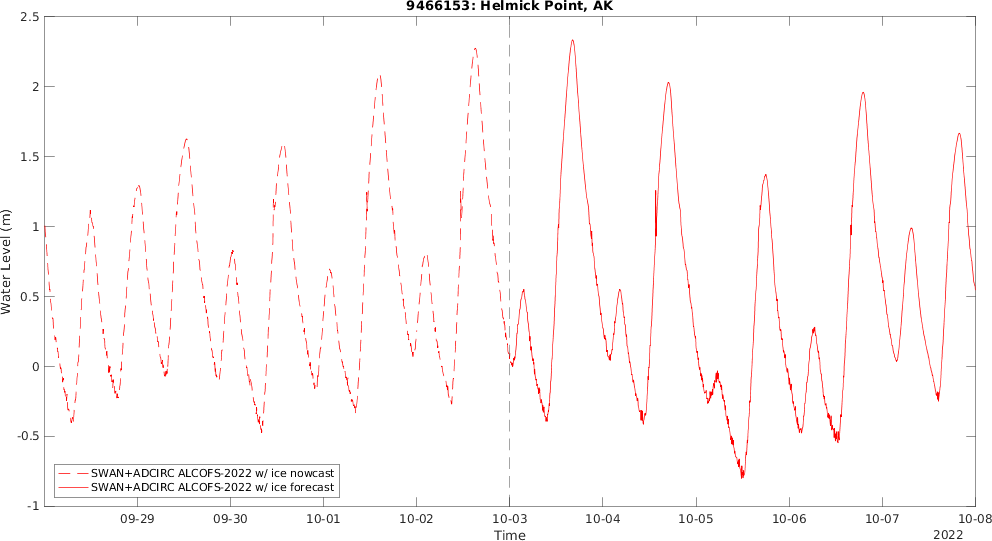 9466153: Helmick Point, AK
Water Level (m)
2.5
2
1.5
1
0.5
0
-0.5
-1
SWAN+ADCIRC ALCOFS-2022 w/ ice nowcast
SWAN+ADCIRC ALCOFS-2022 w/ ice forecast
09-29 09-30 10-01 10-02 10-03 10-04 10-05 10-06 10-07 10-08
Time
2022